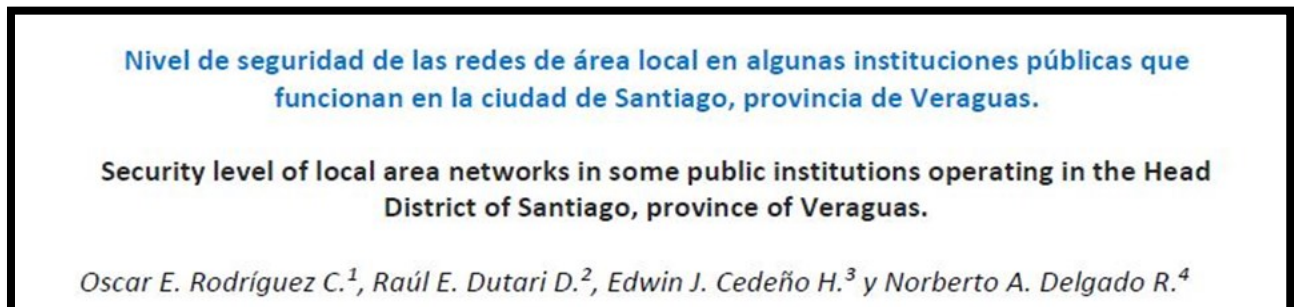 Nivel de seguridad de las redes de área local en algunas instituciones públicas que
funcionan en la ciudad de Santiago, provincia de Veraguas.
Security level of local area networks in some public institutions operating in the Head
District of Santiago, province of Veraguas.
Oscar E. Rodríguez C.¹, Raúl E. Dutari D.², Edwin J. Cedeño H.³ y Norberto A. Delgado R.⁴